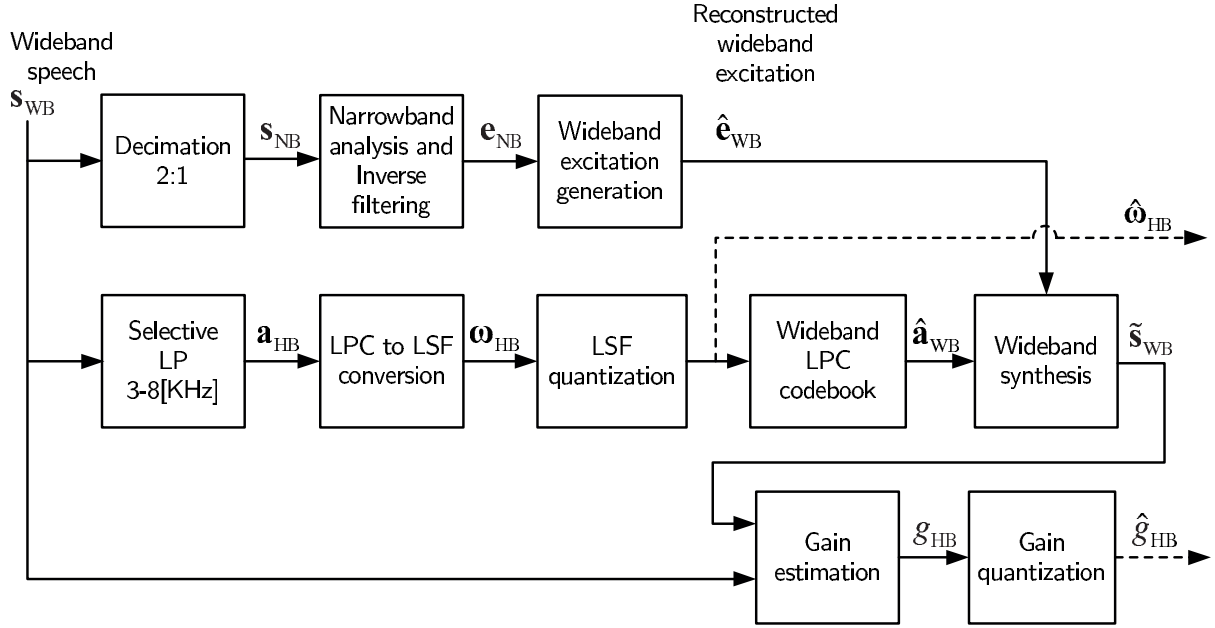 Wideband
speech
s_WB
Reconstructed
wideband
excitation
Decimation
2:1
s_NB
Narrowband
analysis and
Inverse
filtering
e_NB
Wideband
excitation
generation
ê_WB
ω̂_HB
Selective
LP
3-8[KHz]
a_HB
LPC to LSF
conversion
ω_HB
LSF
quantization
Wideband
LPC
codebook
â_WB
Wideband
synthesis
s̃_WB
Gain
estimation
g_HB
Gain
quantization
ĝ_HB